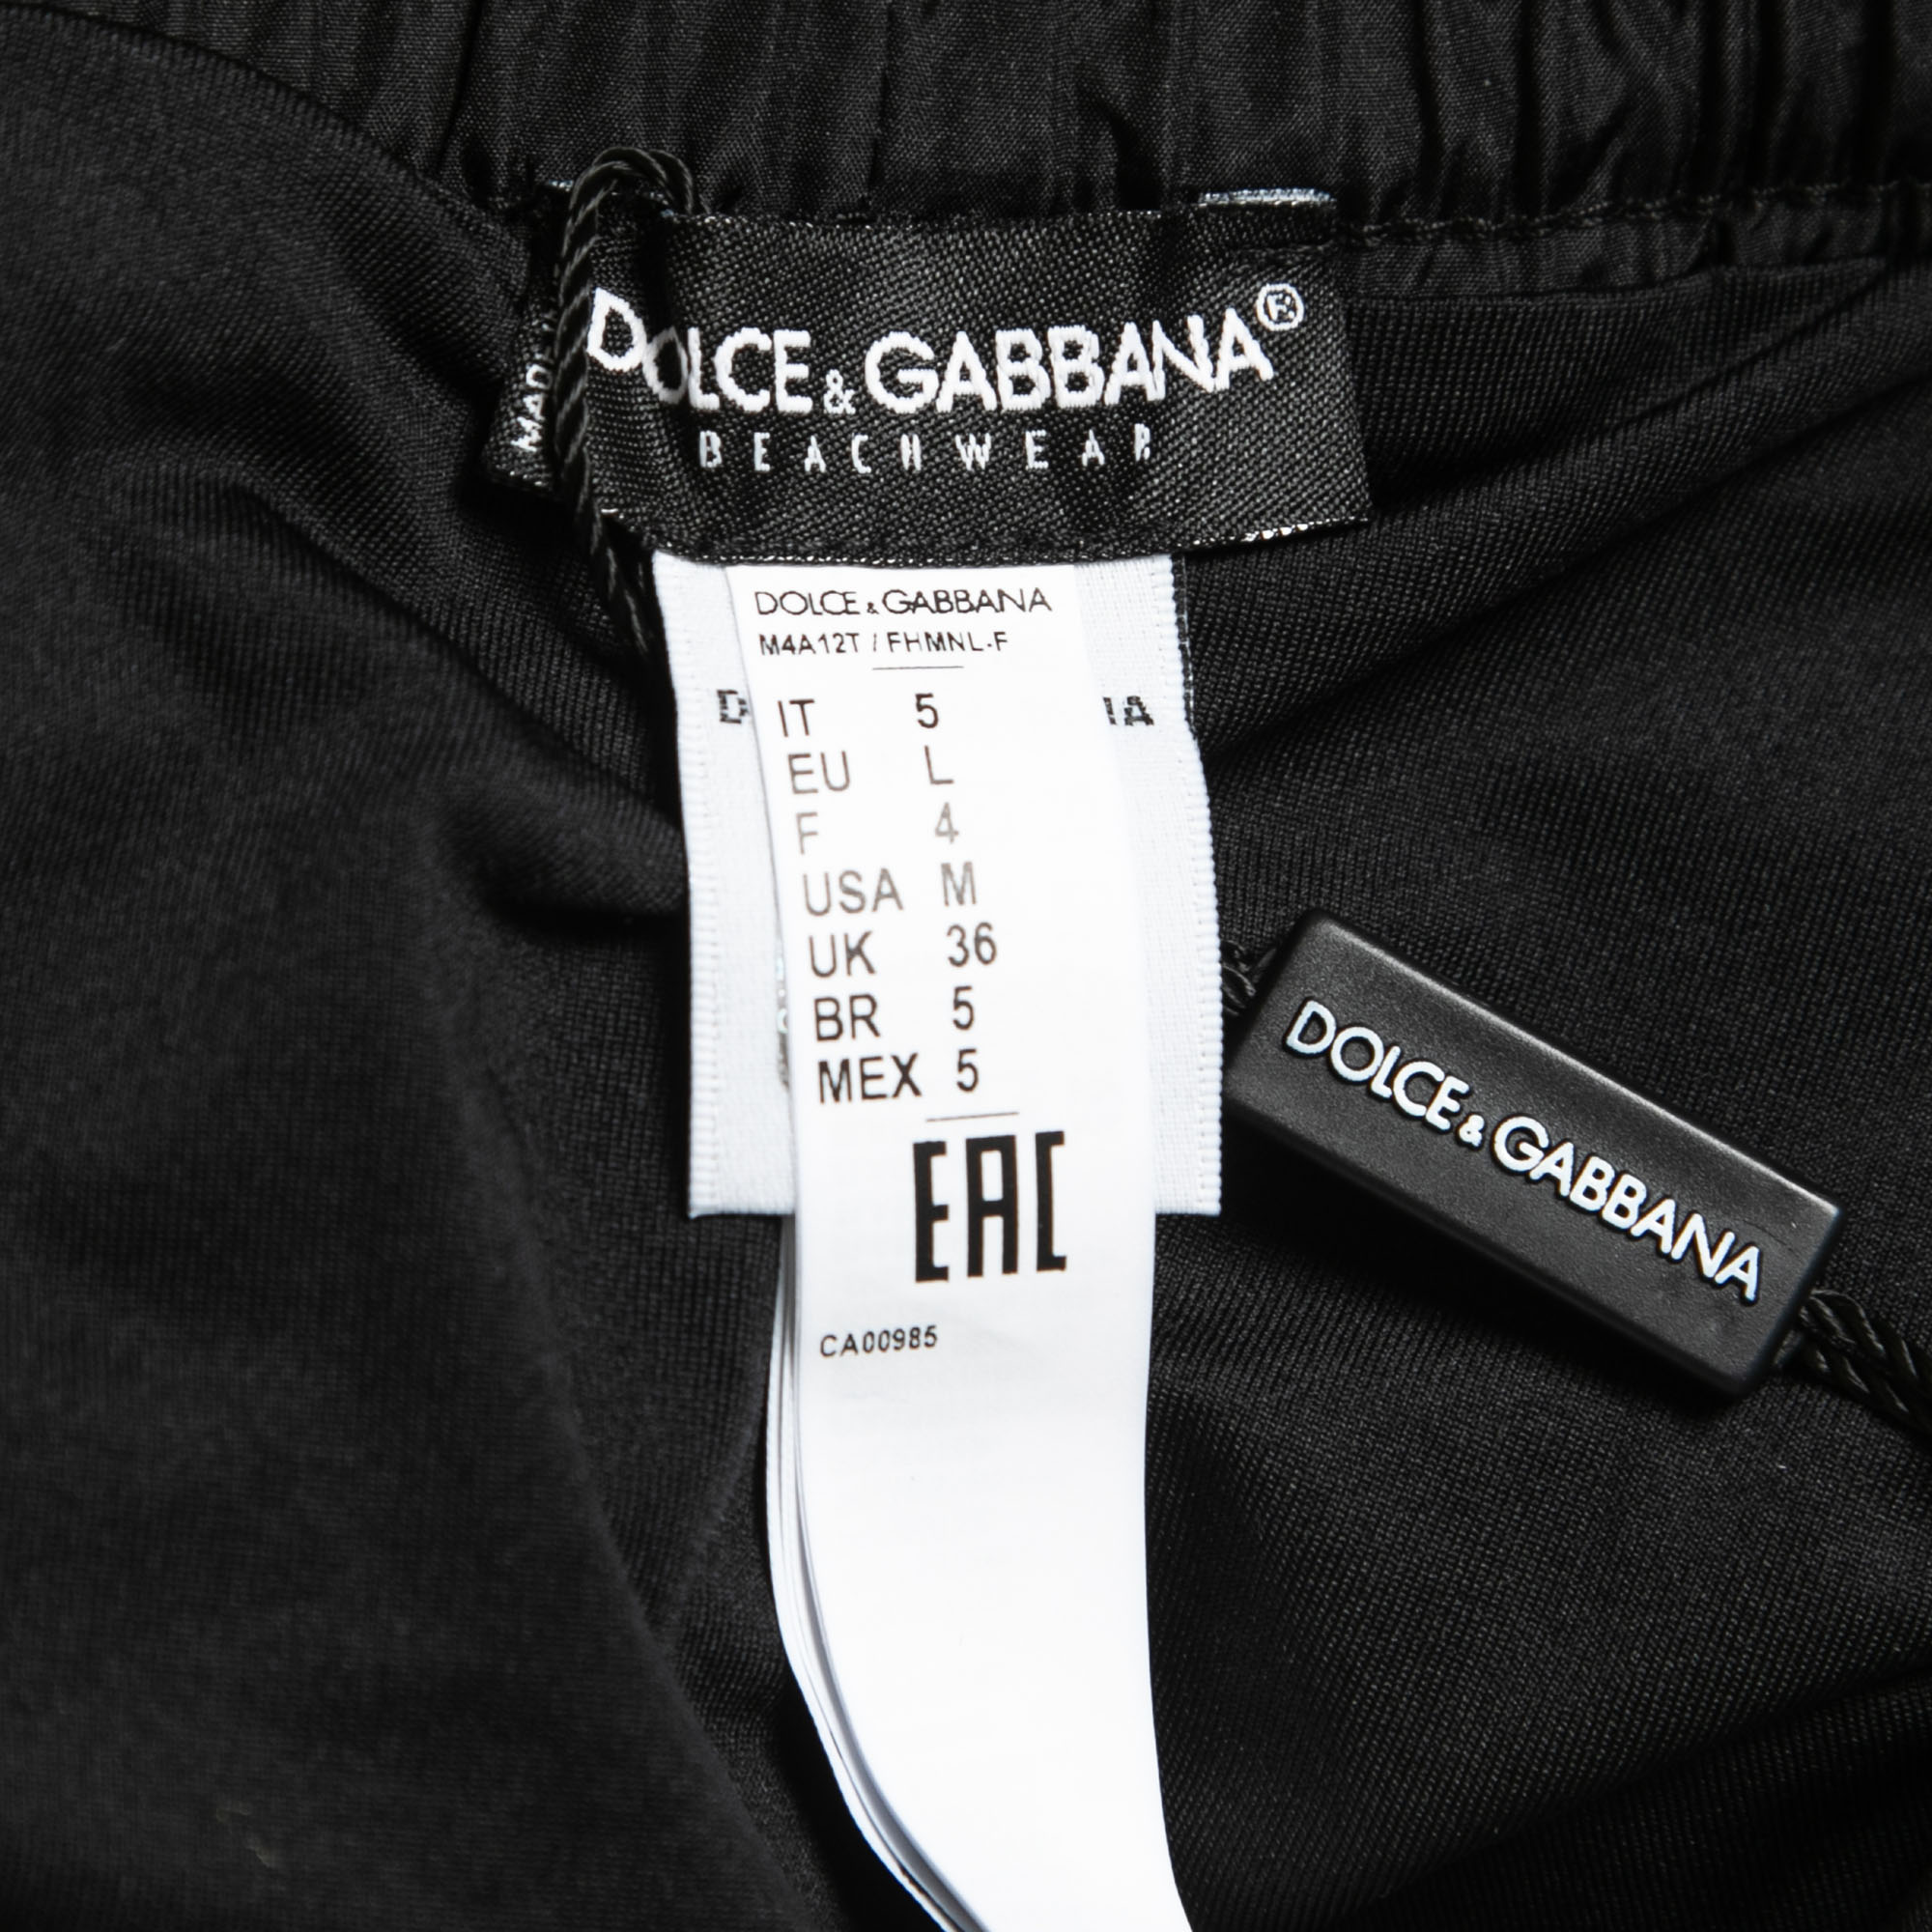 DOLCE & GABBANA®
BEACHWEAR
DOLCE & GABBANA
M4A12T / FHMNL-F
IT 5
EU L
F 4
USA M
UK 36
BR 5
MEX 5
EAC
CA00985
DOLCE & GABBANA